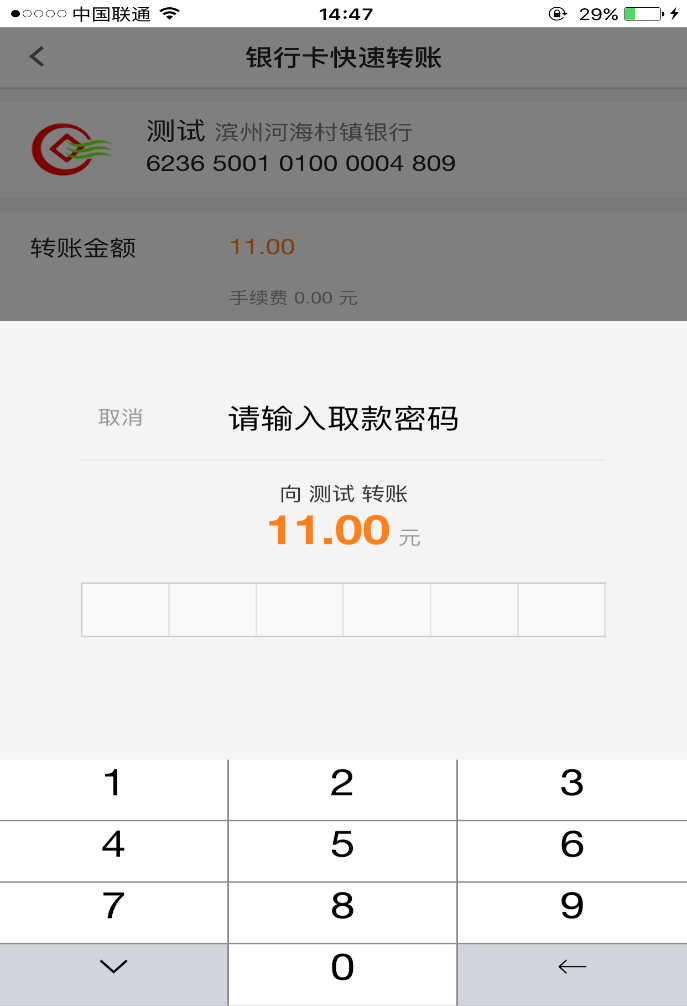 中国联通 14:47 29%
银行卡快速转账
测试 滨州河海村镇银行
6236 5001 0100 0004 809
转账金额 11.00
手续费 0.00 元
取消 请输入取款密码
向 测试 转账
11.00 元
1 2 3
4 5 6
7 8 9
0